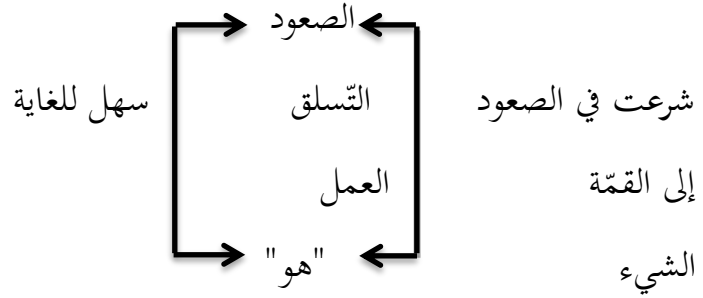 الصعود
شرعت في الصعود التّسلق سهل للغاية
إلى القمّة العمل
الشيء "هو"